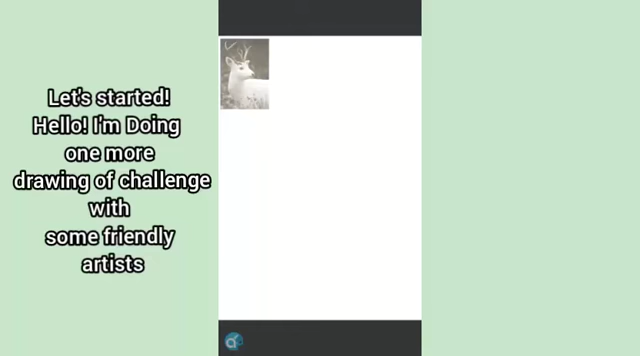 Let's started!
Hello! I'm Doing
one more
drawing of challenge
with
some friendly
artists